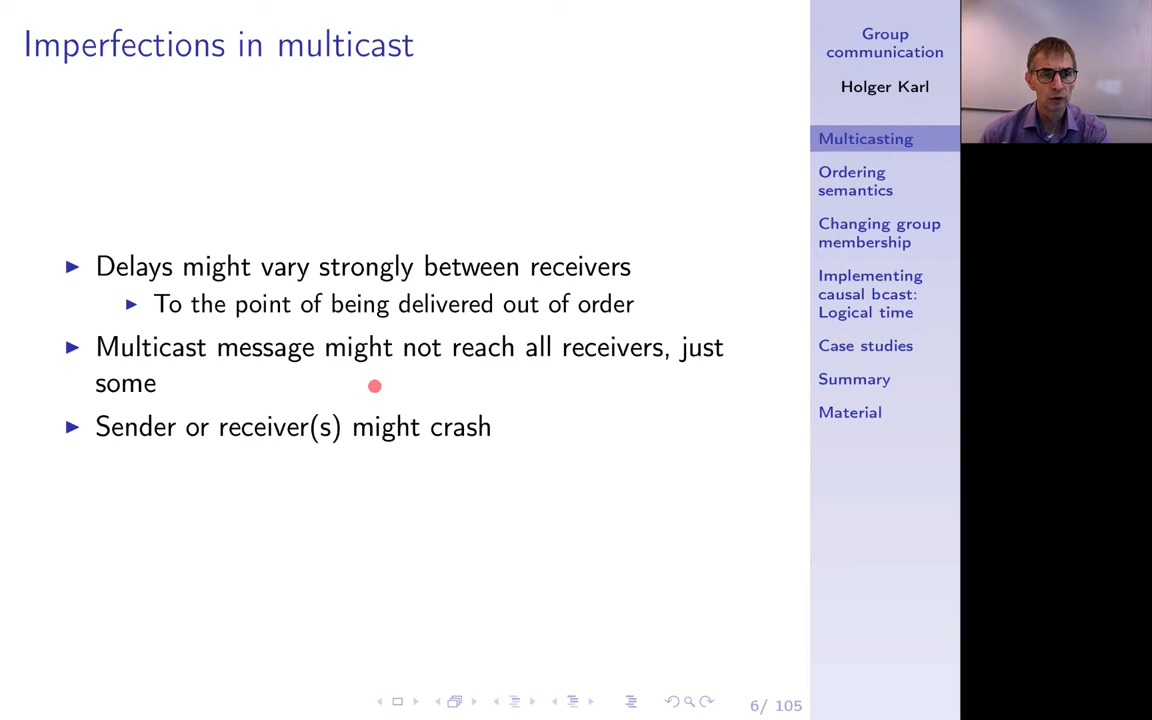 Imperfections in multicast
Delays might vary strongly between receivers
To the point of being delivered out of order
Multicast message might not reach all receivers, just
some
Sender or receiver(s) might crash
Group
communication
Holger Karl
Multicasting
Ordering
semantics
Changing group
membership
Implementing
causal bcast:
Logical time
Case studies
Summary
Material
6/ 105